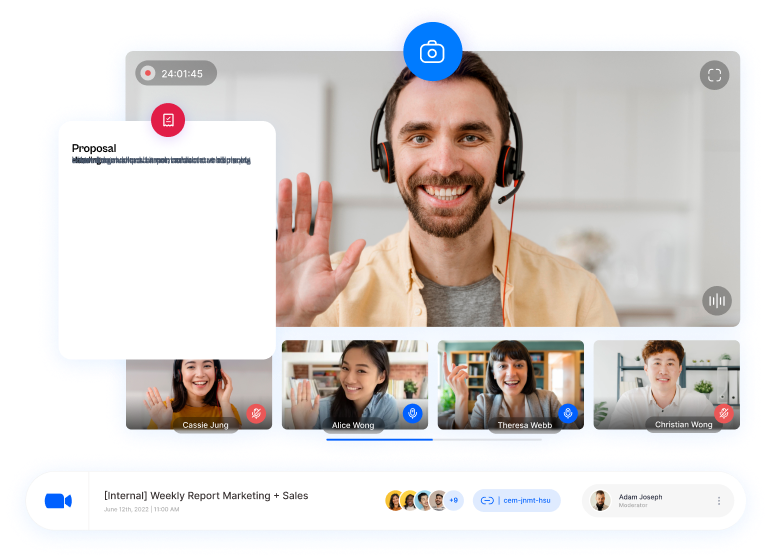 24:01:45
Proposal
Cassie Jung
Alice Wong
Theresa Webb
Christian Wong
[Internal] Weekly Report Marketing + Sales
June 12th, 2022 | 11:00 AM
+9
| cem-jnmt-hsu
Adam Joseph
Moderator